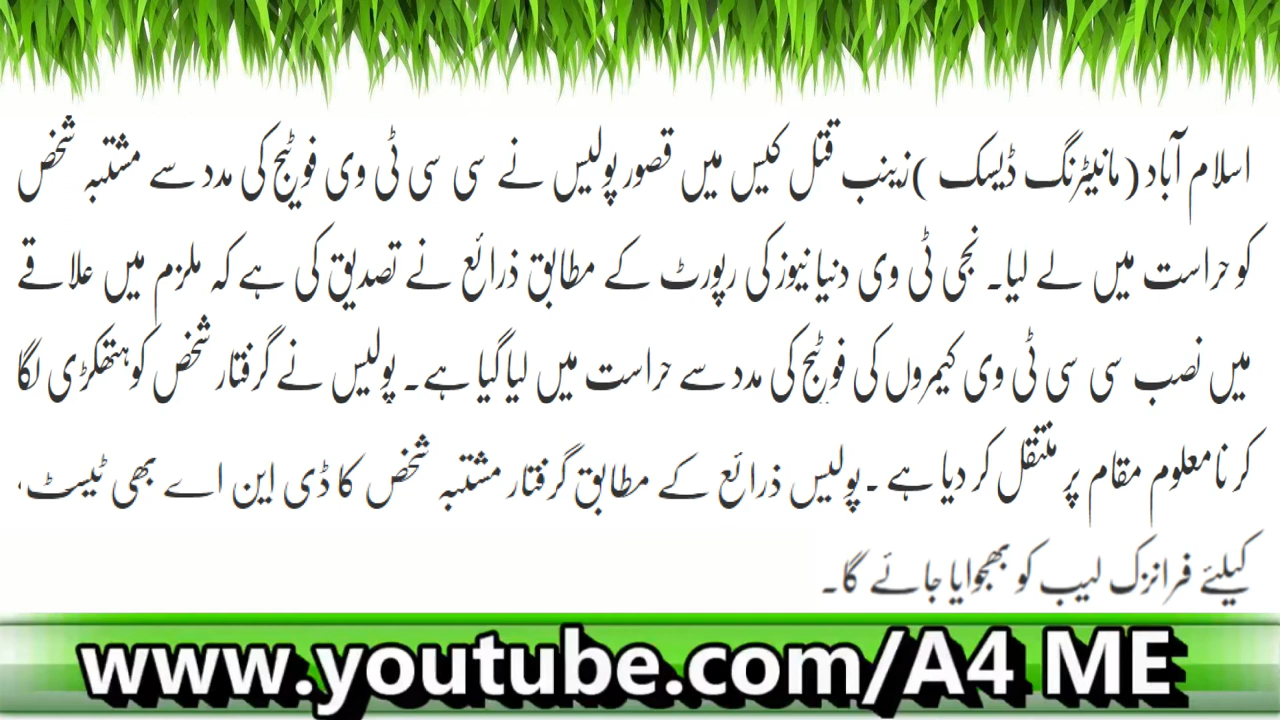 اسلام آباد (مانیٹرنگ ڈیسک )زینب قتل کیس میں قصور پولیس نے سی سی ٹی وی فوٹیج کی مدد سے مشتبہ شخص
کو حراست میں لے لیا۔ نجی ٹی وی دنیا نیوز کی رپورٹ کے مطابق ذرائع نے تصدیق کی ہے کہ ملزم میں علاقے
میں نصب سی سی ٹی وی کیمروں کی فوٹیج کی مدد سے حراست میں لیا گیا ہے۔ پولیس نے گرفتار شخص کو ہتھکڑی لگا
کر نامعلوم مقام پر منتقل کر دیا ہے ۔ پولیس ذرائع کے مطابق گرفتار مشتبہ شخص کا ڈی این اے بھی ٹیسٹ،
کیلئے فرانزک لیب کو بھجوایا جائے گا۔
www.youtube.com/A4 ME